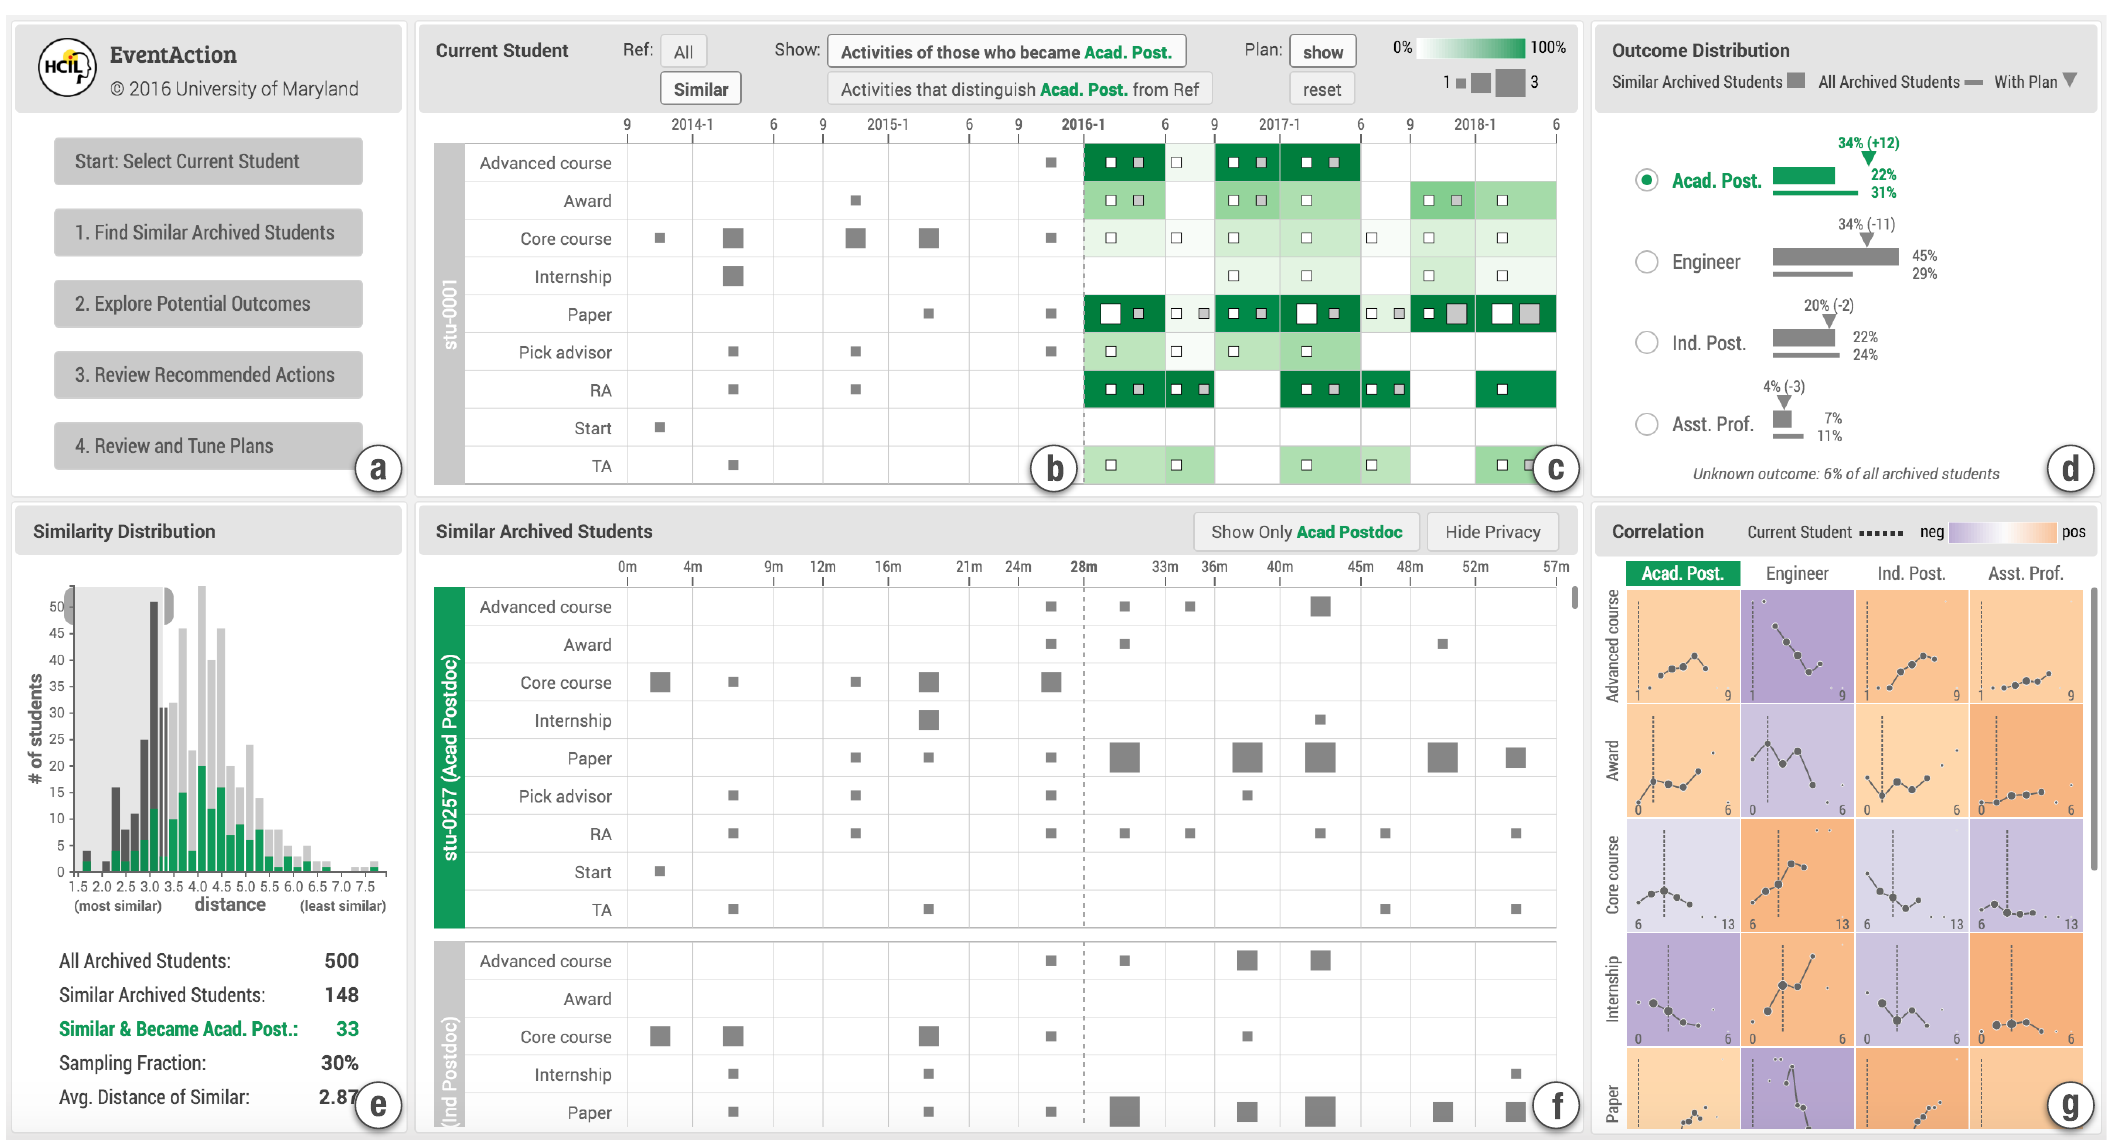 HCIL
EventAction
© 2016 University of Maryland
Start: Select Current Student
1. Find Similar Archived Students
2. Explore Potential Outcomes
3. Review Recommended Actions
4. Review and Tune Plans
a
Current Student
Ref: All
Similar
Show: Activities of those who became Acad. Post.
Activities that distinguish Acad. Post. from Ref
Plan: show
reset
0% 100%
1 3
9 2014-1 6 9 2015-1 6 9 2016-1 6 9 2017-1 6 9 2018-1 6
stu-0001
Advanced course
Award
Core course
Internship
Paper
Pick advisor
RA
Start
TA
b
c
Outcome Distribution
Similar Archived Students All Archived Students With Plan
34% (+12)
Acad. Post. 22%
31%
34% (-11)
Engineer 45%
29%
20% (-2)
Ind. Post. 22%
24%
4% (-3)
Asst. Prof. 7%
11%
Unknown outcome: 6% of all archived students
d
Similarity Distribution
# of students
50
45
40
35
30
25
20
15
10
5
0
1.5 2.0 2.5 3.0 3.5 4.0 4.5 5.0 5.5 6.0 6.5 7.0 7.5
(most similar) distance (least similar)
All Archived Students: 500
Similar Archived Students: 148
Similar & Became Acad. Post.: 33
Sampling Fraction: 30%
Avg. Distance of Similar: 2.87
e
Similar Archived Students
Show Only Acad Postdoc
Hide Privacy
0m 4m 9m 12m 16m 21m 24m 28m 33m 36m 40m 45m 48m 52m 57m
stu-0257 (Acad Postdoc)
Advanced course
Award
Core course
Internship
Paper
Pick advisor
RA
Start
TA
(Ind Postdoc)
Advanced course
Award
Core course
Internship
Paper
f
Correlation
Current Student neg pos
Acad. Post. Engineer Ind. Post. Asst. Prof.
Advanced course
1 9 1 9 1 9 1 9
Award
0 6 0 6 0 6 0 6
Core course
6 13 6 13 6 13 6 13
Internship
0 6 0 6 0 6 0 6
Paper
g